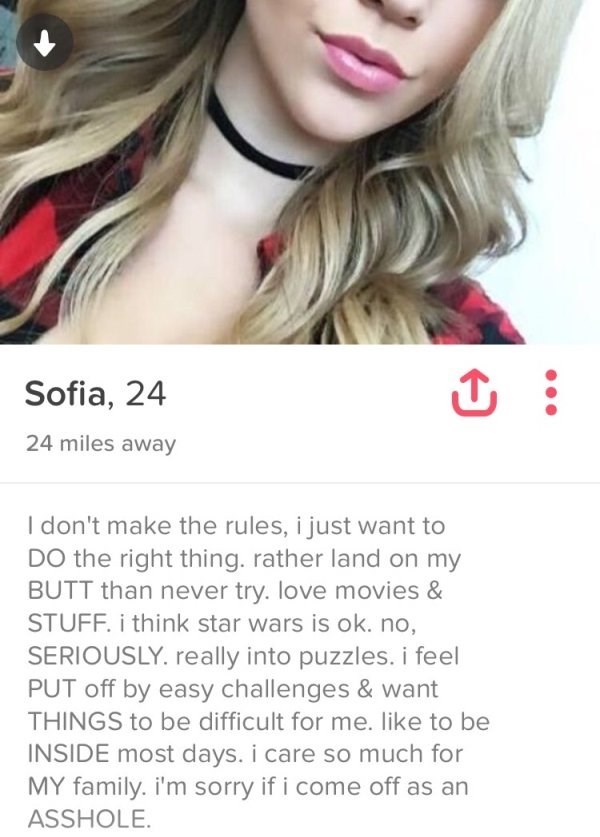 Sofia, 24
24 miles away
I don't make the rules, i just want to
DO the right thing. rather land on my
BUTT than never try. love movies &
STUFF. i think star wars is ok. no,
SERIOUSLY. really into puzzles. i feel
PUT off by easy challenges & want
THINGS to be difficult for me. like to be
INSIDE most days. i care so much for
MY family. i'm sorry if i come off as an
ASSHOLE.